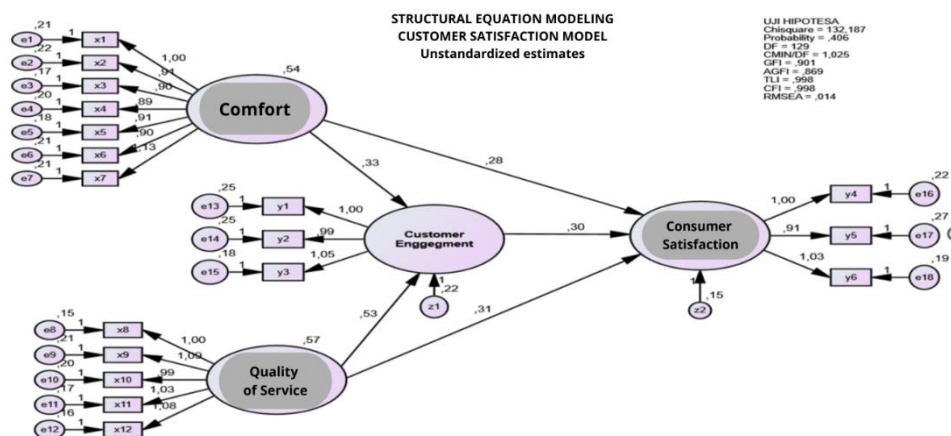 STRUCTURAL EQUATION MODELING
CUSTOMER SATISFACTION MODEL
Unstandardized estimates
UJI HIPOTESA
Chisquare = 132,187
Probability = ,406
DF = 129
CMIN/DF = 1,025
GFI = ,901
AGFI = ,869
TLI = ,998
CFI = ,998
RMSEA = ,014
,21
e1 1 x1
,22
e2 1 x2
,17
e3 1 x3
,20
e4 1 x4
,18
e5 1 x5
,21
e6 1 x6
,21
e7 1 x7
1,00
,91
,90
,89
,91
,90
,54
Comfort
,33
,28
,25
e13 1 y1
,25
e14 1 y2
,18
e15 1 y3
1,00
,99
1,05
Customer
Enggegment
1
,22
z1
,30
,53
,31
Consumer
Satisfaction
1
,15
z2
1,00
,91
1,03
y4 1 e16
,22
y5 1 e17
,27
y6 1 e18
,19
,15
e8 1 x8
,21
e9 1 x9
,20
e10 1 x10
,17
e11 1 x11
,16
e12 1 x12
1,00
1,09
,99
1,03
1,08
,57
Quality
of Service